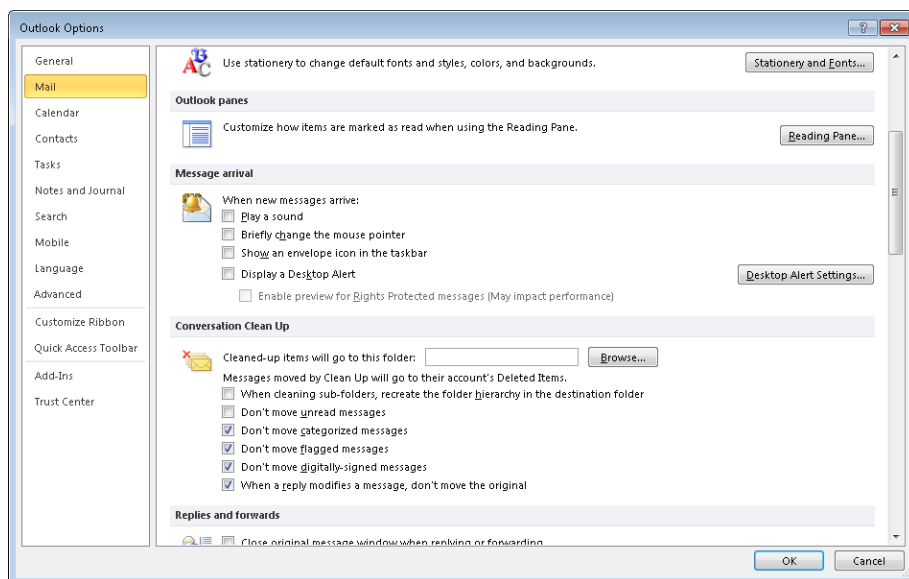 Outlook Options
General
Mail
Calendar
Contacts
Tasks
Notes and Journal
Search
Mobile
Language
Advanced
Customize Ribbon
Quick Access Toolbar
Add-Ins
Trust Center
Use stationery to change default fonts and styles, colors, and backgrounds.
Stationery and Fonts...
Outlook panes
Customize how items are marked as read when using the Reading Pane.
Reading Pane...
Message arrival
When new messages arrive:
Play a sound
Briefly change the mouse pointer
Show an envelope icon in the taskbar
Display a Desktop Alert
Desktop Alert Settings...
Enable preview for Rights Protected messages (May impact performance)
Conversation Clean Up
Cleaned-up items will go to this folder:
Browse...
Messages moved by Clean Up will go to their account's Deleted Items.
When cleaning sub-folders, recreate the folder hierarchy in the destination folder
Don't move unread messages
Don't move categorized messages
Don't move flagged messages
Don't move digitally-signed messages
When a reply modifies a message, don't move the original
Replies and forwards
Close original message window when replying or forwarding
OK
Cancel